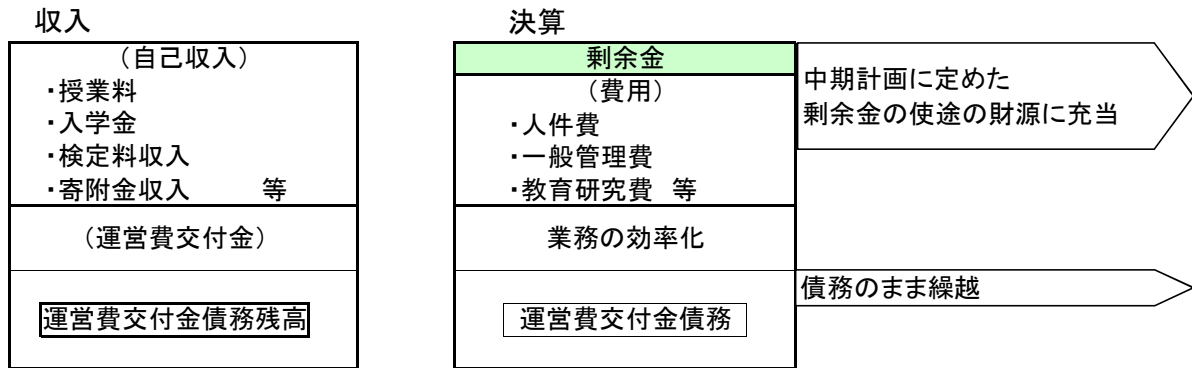 収入
（自己収入）
・授業料
・入学金
・検定料収入
・寄附金収入　　等
（運営費交付金）
運営費交付金債務残高
決算
剰余金
（費用）
・人件費
・一般管理費
・教育研究費　等
業務の効率化
運営費交付金債務
中期計画に定めた
剰余金の使途の財源に充当
債務のまま繰越